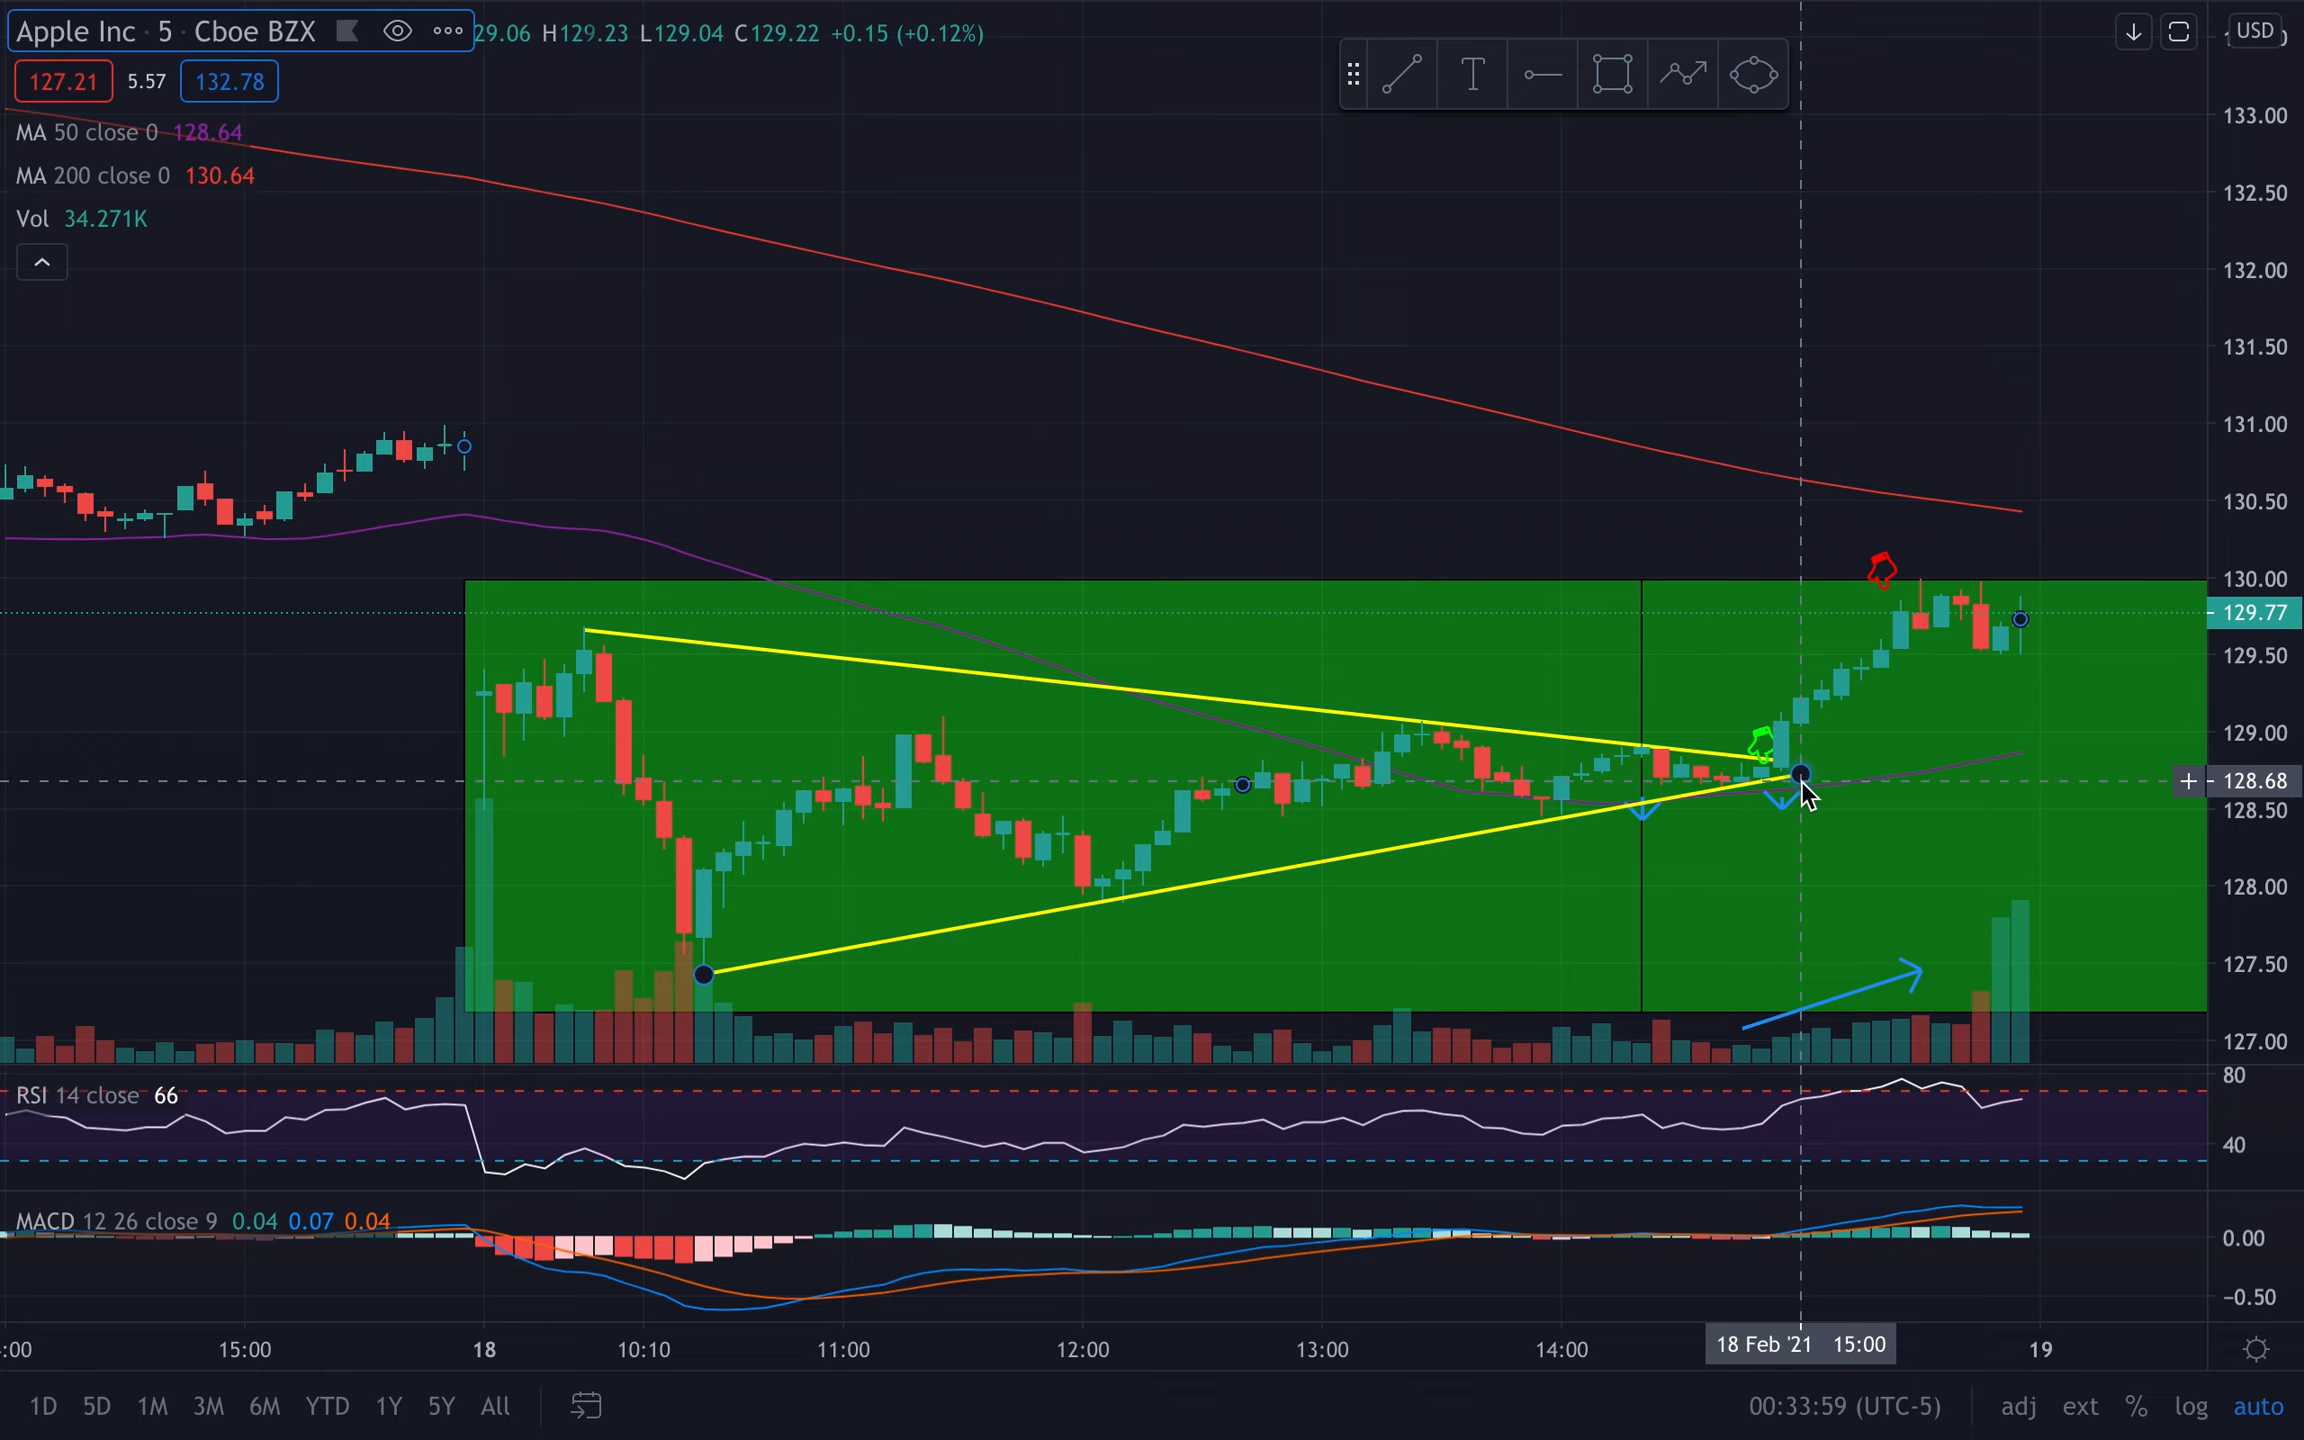 Apple Inc · 5 · Cboe BZX 29.06 H129.23 L129.04 C129.22 +0.15 (+0.12%)
USD
127.21 5.57 132.78
MA 50 close 0 128.64
MA 200 close 0 130.64
Vol 34.271K
133.00
132.50
132.00
131.50
131.00
130.50
130.00
129.77
129.50
129.00
128.68
128.50
128.00
127.50
127.00
RSI 14 close 66
80
40
MACD 12 26 close 9 0.04 0.07 0.04
0.00
−0.50
:00 15:00 18 10:10 11:00 12:00 13:00 14:00 18 Feb '21 15:00 19
1D 5D 1M 3M 6M YTD 1Y 5Y All 00:33:59 (UTC-5) adj ext % log auto